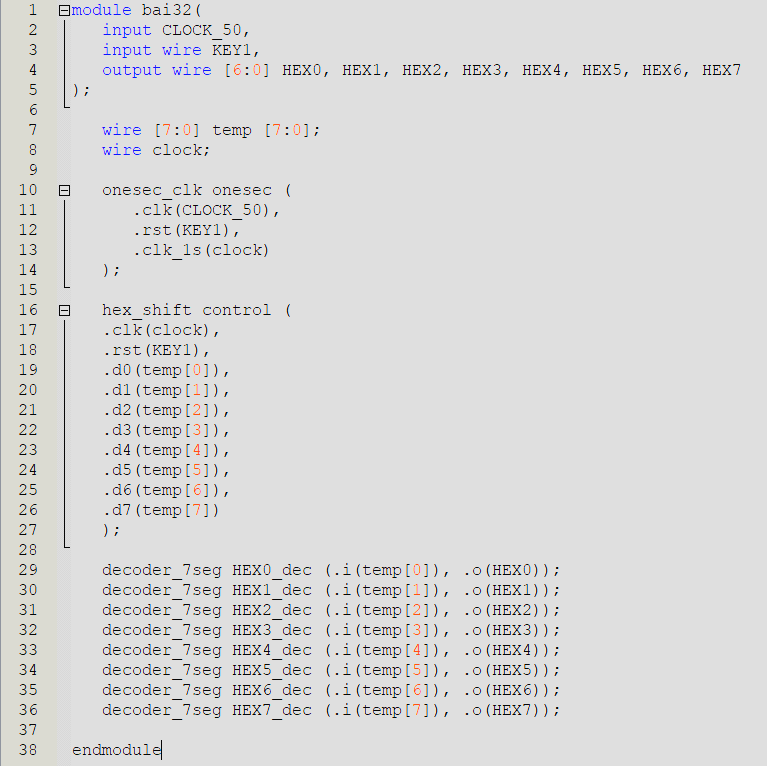 1 module bai32(
2 input CLOCK_50,
3 input wire KEY1,
4 output wire [6:0] HEX0, HEX1, HEX2, HEX3, HEX4, HEX5, HEX6, HEX7
5 );
6
7 wire [7:0] temp [7:0];
8 wire clock;
9
10 onesec_clk onesec (
11 .clk(CLOCK_50),
12 .rst(KEY1),
13 .clk_1s(clock)
14 );
15
16 hex_shift control (
17 .clk(clock),
18 .rst(KEY1),
19 .d0(temp[0]),
20 .d1(temp[1]),
21 .d2(temp[2]),
22 .d3(temp[3]),
23 .d4(temp[4]),
24 .d5(temp[5]),
25 .d6(temp[6]),
26 .d7(temp[7])
27 );
28
29 decoder_7seg HEX0_dec (.i(temp[0]), .o(HEX0));
30 decoder_7seg HEX1_dec (.i(temp[1]), .o(HEX1));
31 decoder_7seg HEX2_dec (.i(temp[2]), .o(HEX2));
32 decoder_7seg HEX3_dec (.i(temp[3]), .o(HEX3));
33 decoder_7seg HEX4_dec (.i(temp[4]), .o(HEX4));
34 decoder_7seg HEX5_dec (.i(temp[5]), .o(HEX5));
35 decoder_7seg HEX6_dec (.i(temp[6]), .o(HEX6));
36 decoder_7seg HEX7_dec (.i(temp[7]), .o(HEX7));
37
38 endmodule